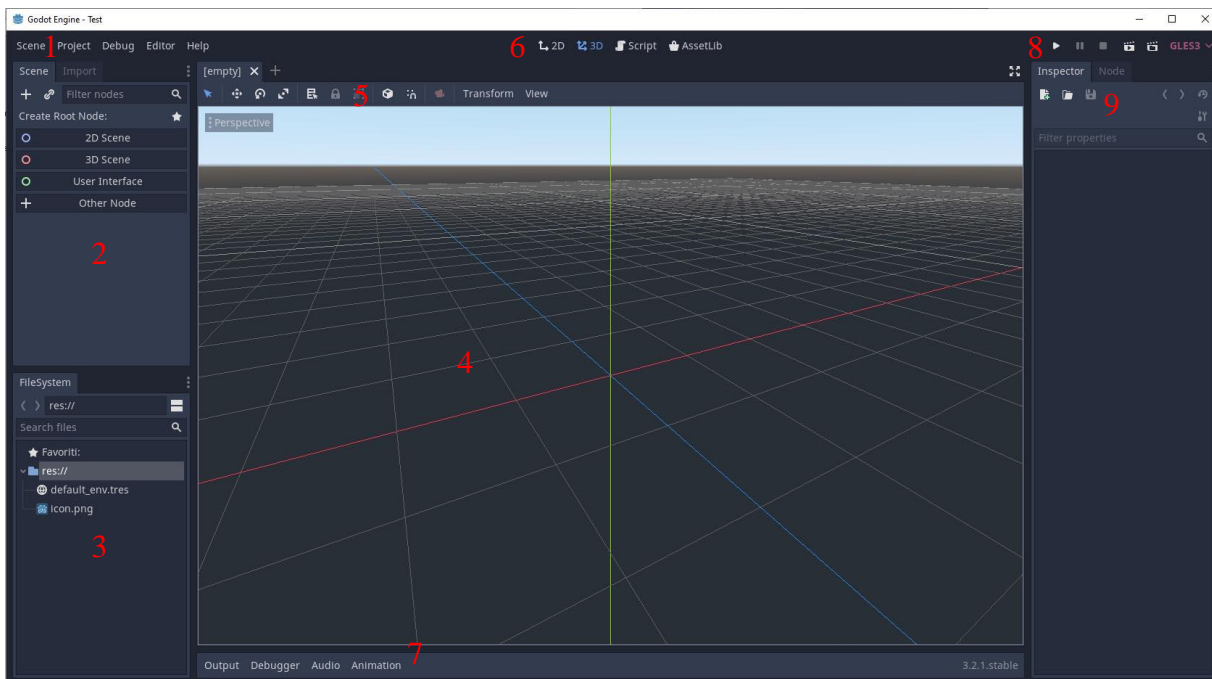 Godot Engine - Test
Scene 1 Project Debug Editor Help
6 2D 3D Script AssetLib
8 GLES3
Scene Import
[empty]
Inspector Node
Filter nodes
5 Transform View
9
Create Root Node:
Perspective
2D Scene
3D Scene
User Interface
Other Node
Filter properties
2
4
FileSystem
res://
Search files
Favoriti:
res://
default_env.tres
icon.png
3
7
Output Debugger Audio Animation
3.2.1.stable